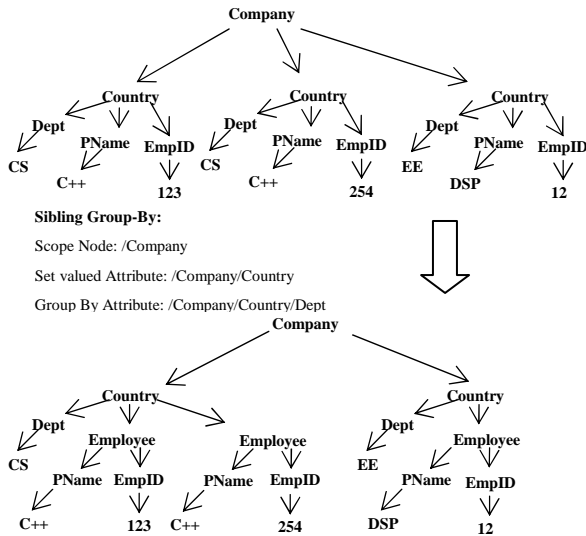 Company
Country Country Country
Dept Dept Dept
PName EmpID PName EmpID PName EmpID
CS CS EE
C++ C++ DSP
123 254 12
Sibling Group-By:
Scope Node: /Company
Set valued Attribute: /Company/Country
Group By Attribute: /Company/Country/Dept
Company
Country Country
Dept Dept
Employee Employee Employee
CS EE
PName EmpID PName EmpID PName EmpID
C++ 123 C++ 254 DSP 12